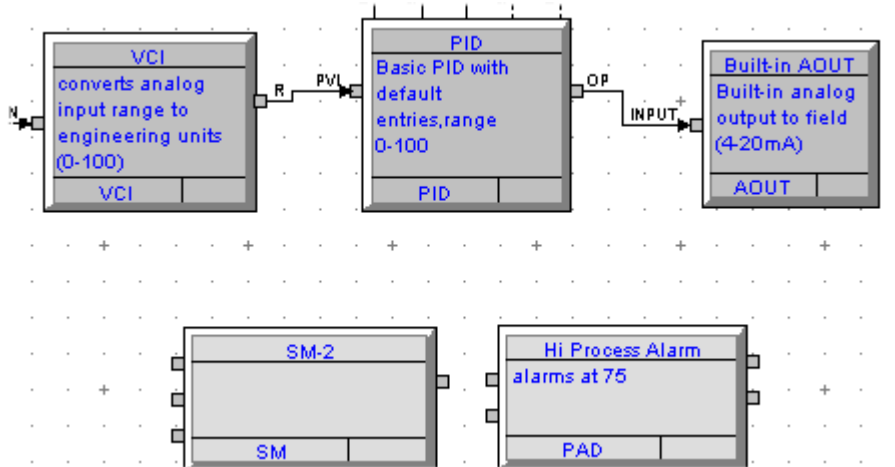 VCI
converts analog
input range to
engineering units
(0-100)
VCI
N
R
PVI
PID
Basic PID with
default
entries,range
0-100
PID
OP
INPUT
Built-in AOUT
Built-in analog
output to field
(4-20mA)
AOUT
SM-2
SM
Hi Process Alarm
alarms at 75
PAD